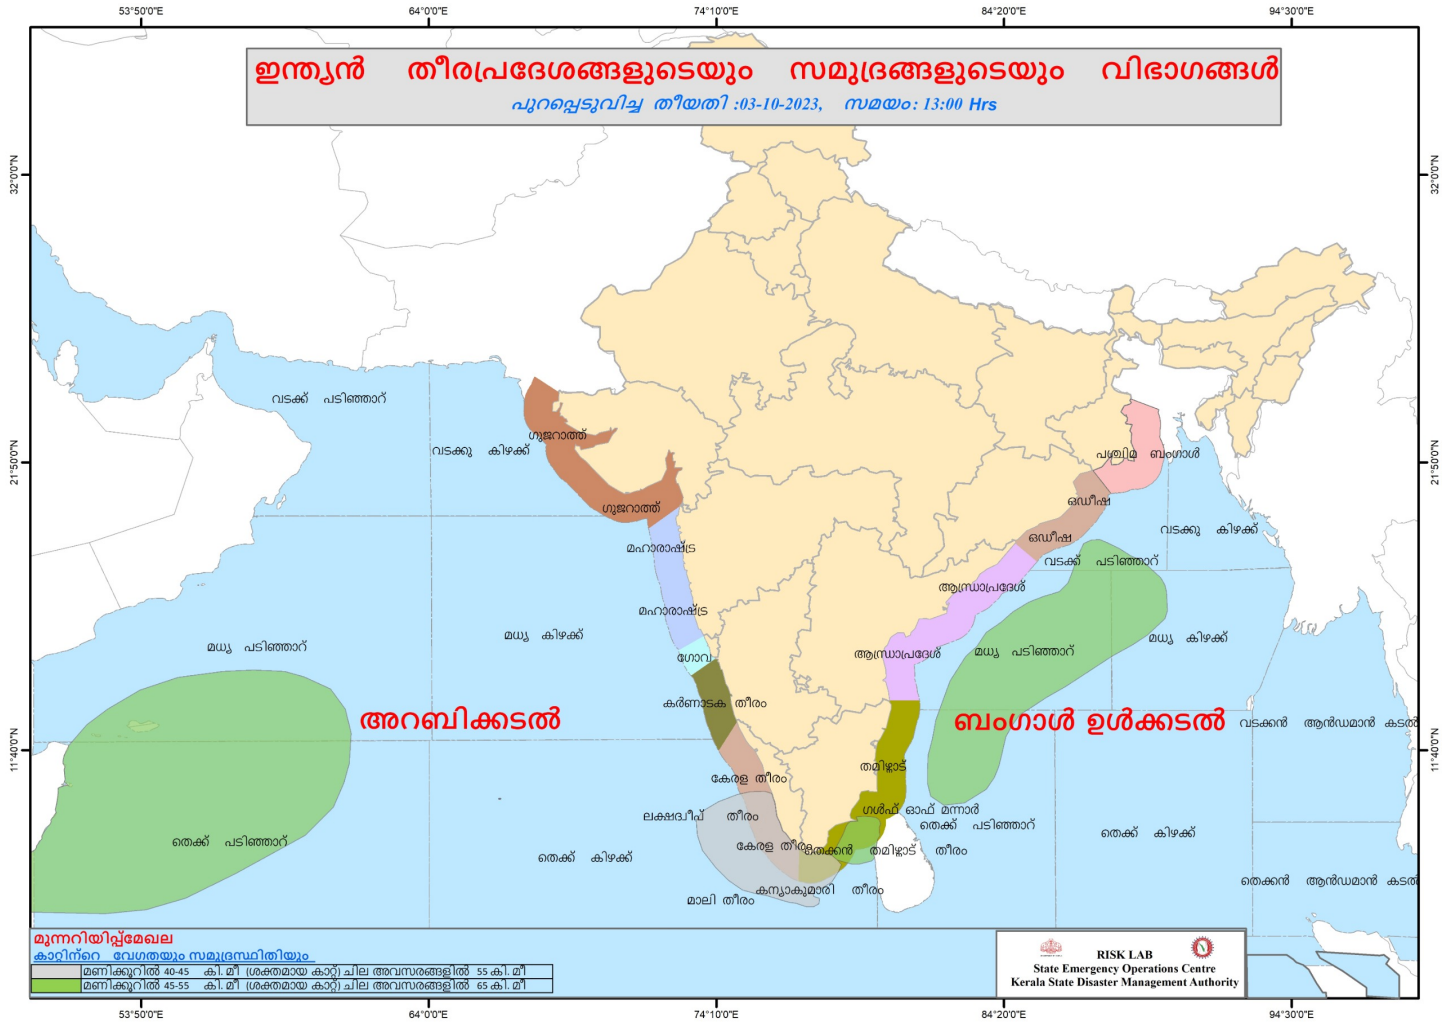 53°50'0"E 64°0'0"E 74°10'0"E 84°20'0"E 94°30'0"E
ഇന്ത്യൻ തീരപ്രദേശങ്ങളുടെയും സമുദ്രങ്ങളുടെയും വിഭാഗങ്ങൾ
പുറപ്പെടുവിച്ച തീയതി :03-10-2023, സമയം: 13:00 Hrs
32°0'0"N 32°0'0"N
വടക്ക് പടിഞ്ഞാറ്
ഗുജറാത്ത്
വടക്കു കിഴക്ക്
പശ്ചിമ ബംഗാൾ
21°50'0"N 21°50'0"N
ഒഡീഷ
ഗുജറാത്ത്
വടക്കു കിഴക്ക്
ഒഡീഷ
മഹാരാഷ്ട്ര
വടക്ക് പടിഞ്ഞാറ്
ആന്ധ്രാപ്രദേശ്
മഹാരാഷ്ട്ര
മധ്യ കിഴക്ക്
മധ്യ കിഴക്ക്
മധ്യ പടിഞ്ഞാറ്
മധ്യ പടിഞ്ഞാറ്
ആന്ധ്രാപ്രദേശ്
ഗോവ
കർണാടക തീരം
അറബിക്കടൽ
ബംഗാൾ ഉൾക്കടൽ
വടക്കൻ ആൻഡമാൻ കടൽ
11°40'0"N 11°40'0"N
തമിഴ്നാട്
കേരള തീരം
ഗൾഫ് ഓഫ് മന്നാർ
ലക്ഷദ്വീപ് തീരം
തെക്ക് പടിഞ്ഞാറ്
തെക്ക് കിഴക്ക്
തെക്ക് പടിഞ്ഞാറ്
കേരള തീരം
തെക്കൻ തമിഴ്നാട് തീരം
തെക്ക് കിഴക്ക്
തെക്കൻ ആൻഡമാൻ കടൽ
കന്യാകുമാരി തീരം
മാലി തീരം
മുന്നറിയിപ്പ്മേഖല
കാറ്റിൻ്റെ വേഗതയും സമുദ്രസ്ഥിതിയും
മണിക്കൂറിൽ 40-45 കി. മീ (ശക്തമായ കാറ്റ്) ചില അവസരങ്ങളിൽ 55 കി. മീ
മണിക്കൂറിൽ 45-55 കി. മീ (ശക്തമായ കാറ്റ്) ചില അവസരങ്ങളിൽ 65 കി. മീ
RISK LAB
State Emergency Operations Centre
Kerala State Disaster Management Authority
53°50'0"E 64°0'0"E 74°10'0"E 84°20'0"E 94°30'0"E